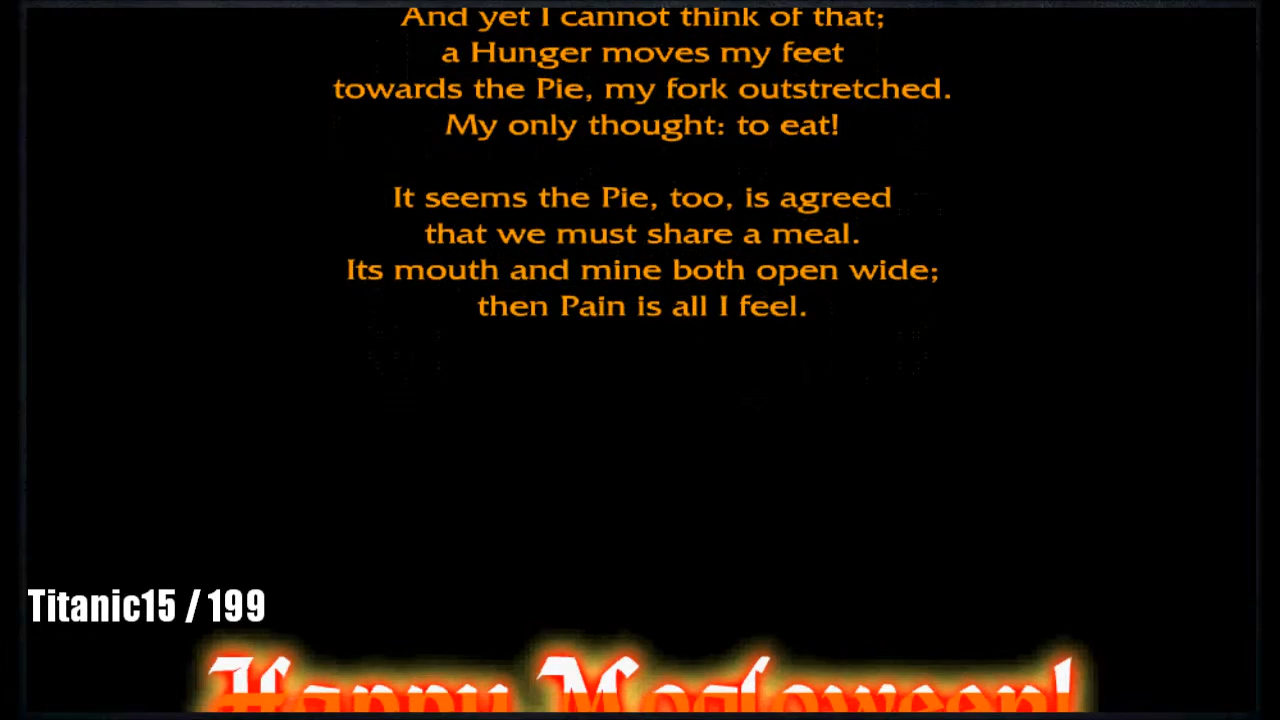 And yet I cannot think of that;
a Hunger moves my feet
towards the Pie, my fork outstretched.
My only thought: to eat!
It seems the Pie, too, is agreed
that we must share a meal.
Its mouth and mine both open wide;
then Pain is all I feel.
Titanic15 / 199
Happy Mogloween!